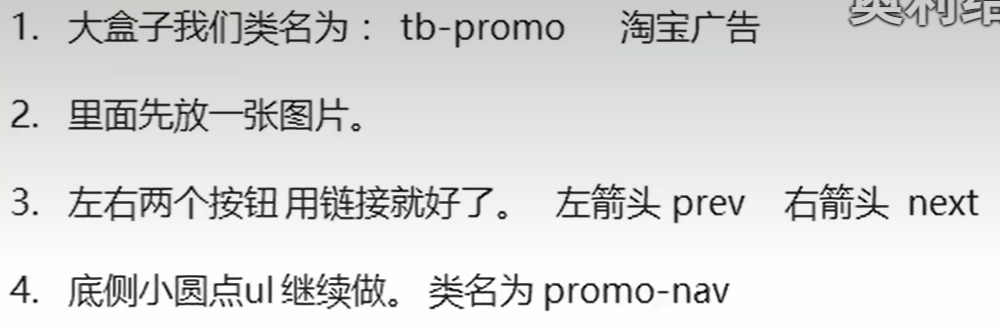 奥利给
1. 大盒子我们类名为： tb-promo 淘宝广告
2. 里面先放一张图片。
3. 左右两个按钮 用链接就好了。 左箭头 prev 右箭头 next
4. 底侧小圆点ul 继续做。 类名为 promo-nav